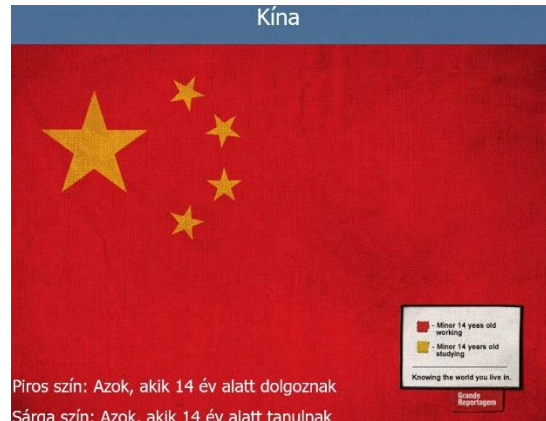 Kína
- Minor 14 yeas old
working
- Minor 14 years old
studying
Knowing the world you live in.
Grande
Reportagem
Piros szín: Azok, akik 14 év alatt dolgoznak
Sárga szín: Azok, akik 14 év alatt tanulnak